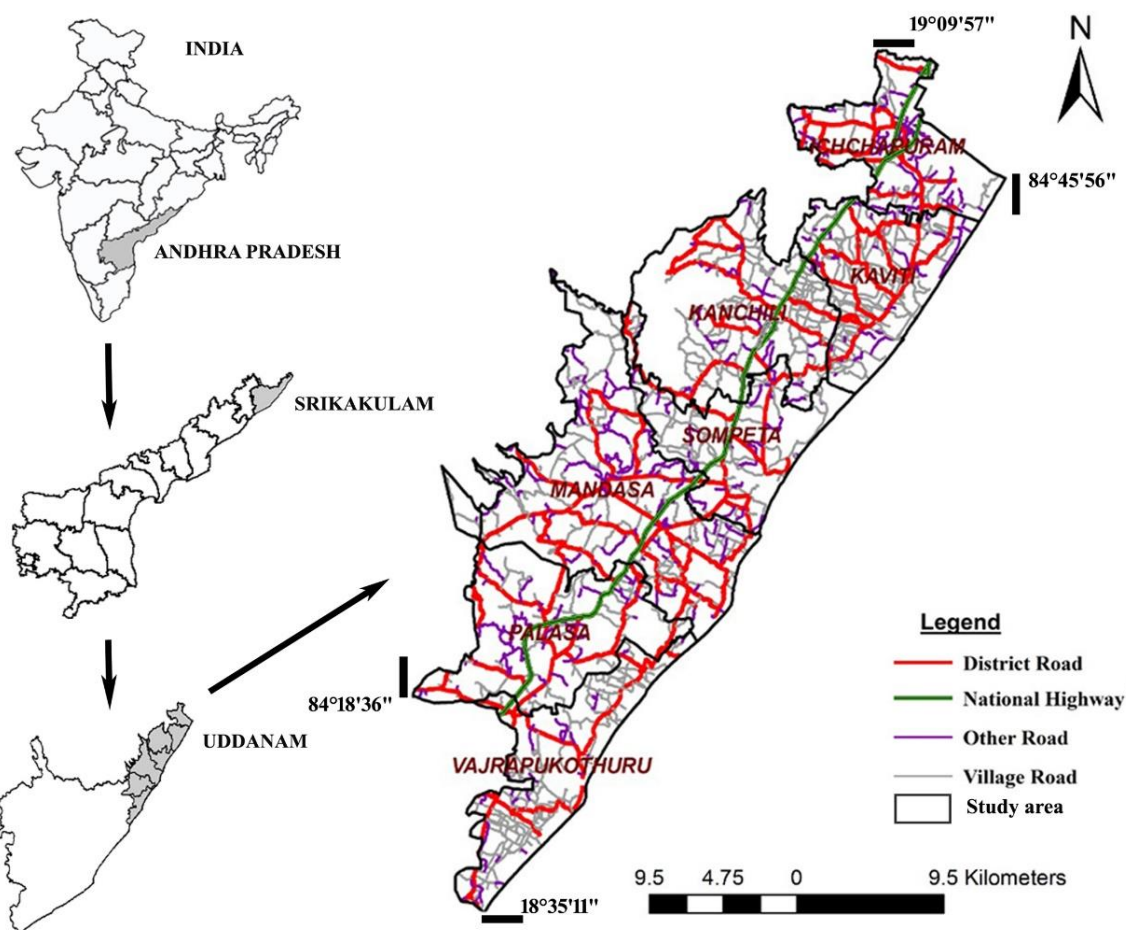 INDIA
ANDHRA PRADESH
SRIKAKULAM
UDDANAM
19°09'57"
N
84°45'56"
ICHCHAPURAM
KAVITI
KANCHILI
SOMPETA
MANDASA
PALASA
84°18'36"
VAJRAPUKOTHURU
18°35'11"
Legend
District Road
National Highway
Other Road
Village Road
Study area
9.5 4.75 0 9.5 Kilometers